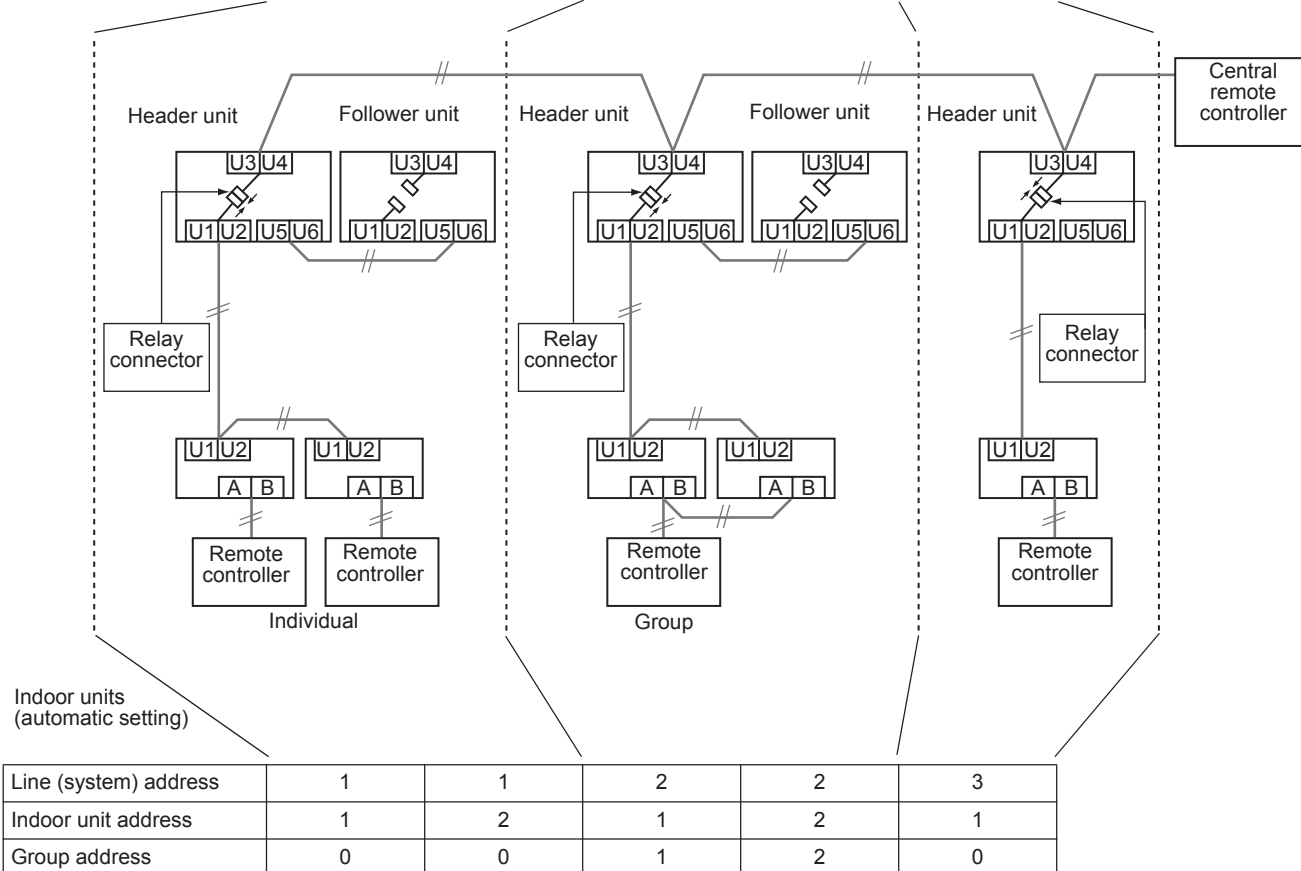 Central
remote
controller
Header unit
Follower unit
Header unit
Follower unit
Header unit
U3 U4
U3 U4
U3 U4
U3 U4
U3 U4
U1 U2 U5 U6
U1 U2 U5 U6
U1 U2 U5 U6
U1 U2 U5 U6
U1 U2 U5 U6
Relay
connector
Relay
connector
Relay
connector
U1 U2
U1 U2
U1 U2
U1 U2
U1 U2
A B
A B
A B
A B
A B
Remote
controller
Remote
controller
Remote
controller
Remote
controller
Individual
Group
Indoor units
(automatic setting)
Line (system) address 1 1 2 2 3
Indoor unit address 1 2 1 2 1
Group address 0 0 1 2 0